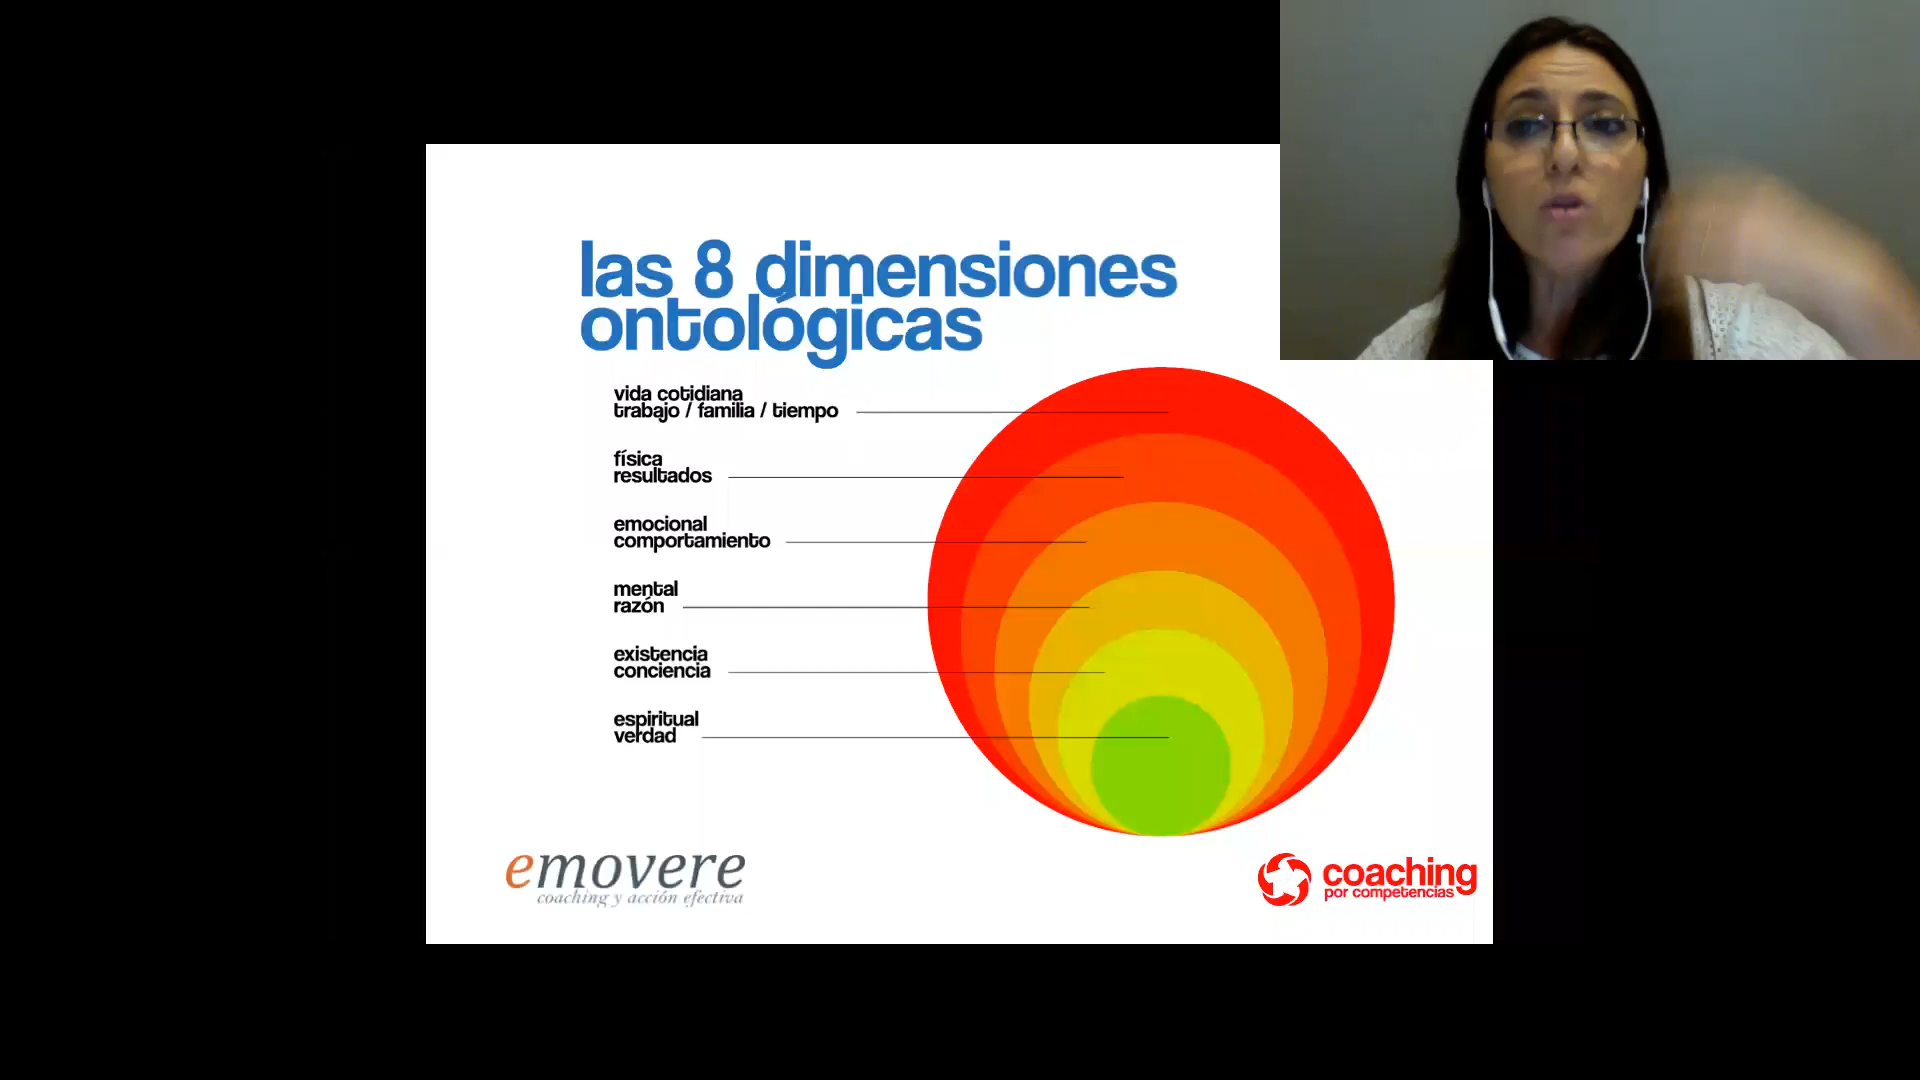 las 8 dimensiones
ontológicas
vida cotidiana
trabajo / familia / tiempo
física
resultados
emocional
comportamiento
mental
razón
existencia
conciencia
espiritual
verdad
emovere
coaching y acción efectiva
coaching
por competencias